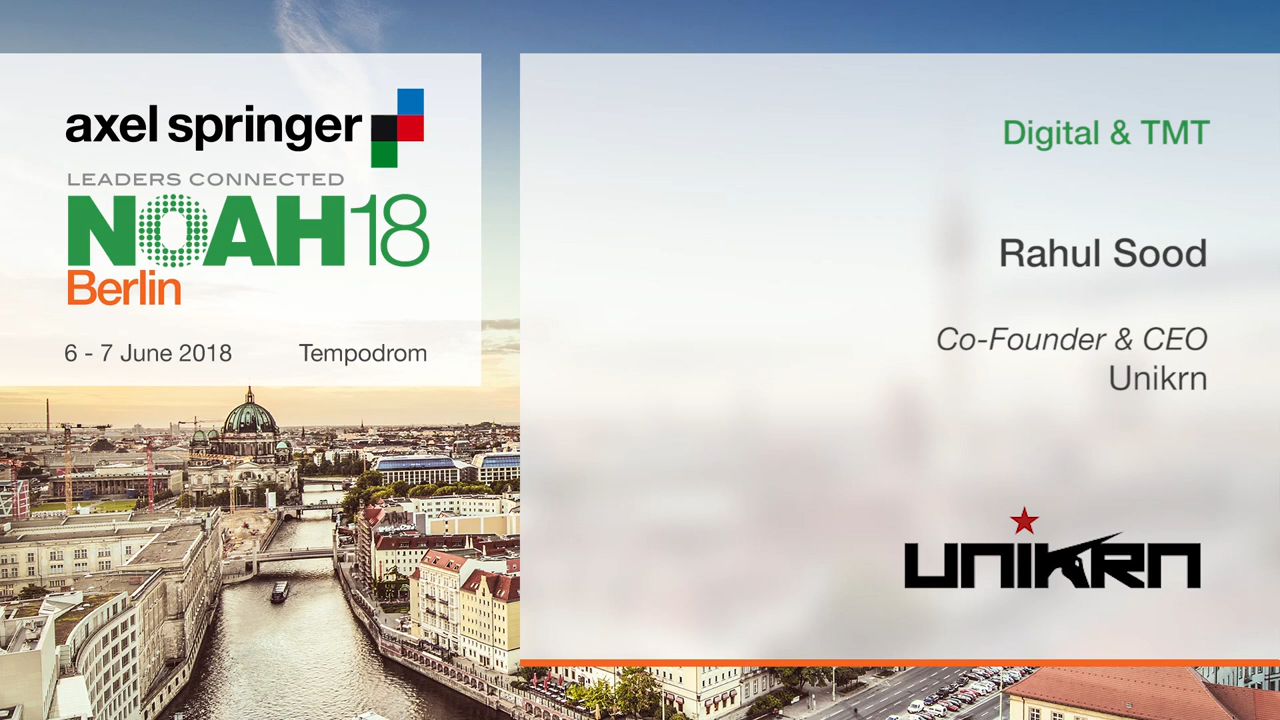 axel springer
LEADERS CONNECTED
NOAH18
Berlin
6 - 7 June 2018 Tempodrom
Digital & TMT
Rahul Sood
Co-Founder & CEO
Unikrn
UNIKRN